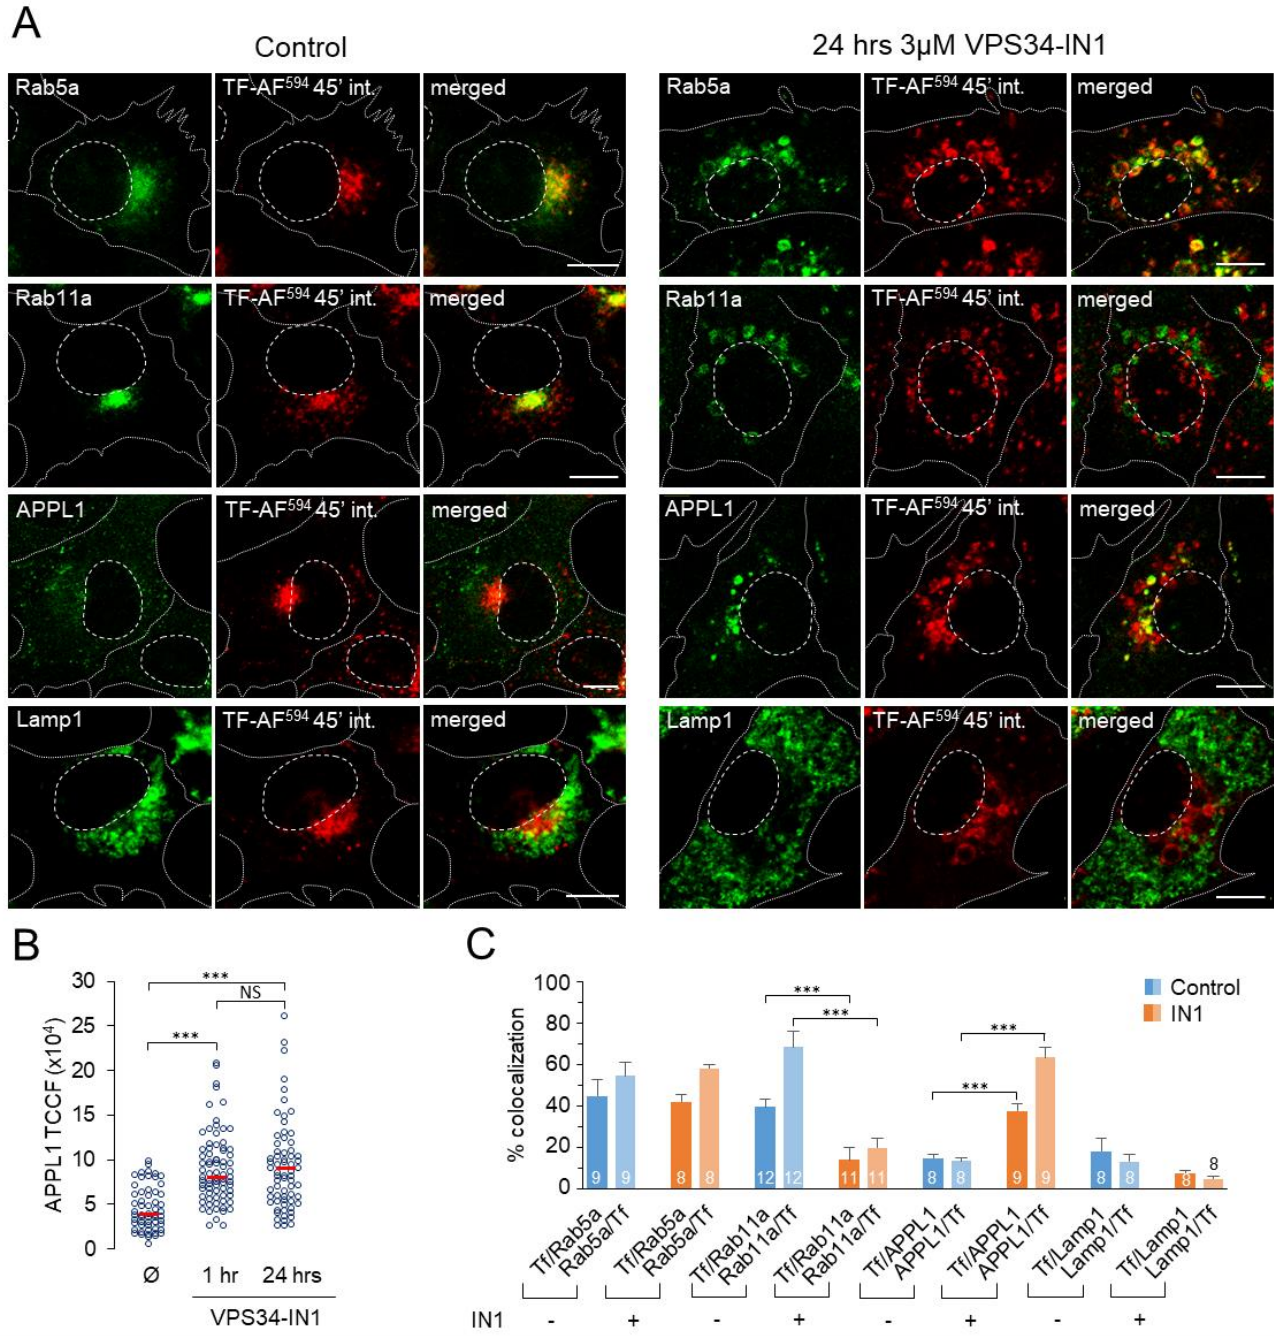 A
Control
24 hrs 3µM VPS34-IN1
Rab5a TF-AF594 45' int. merged
Rab5a TF-AF594 45' int. merged
Rab11a TF-AF594 45' int. merged
Rab11a TF-AF594 45' int. merged
APPL1 TF-AF594 45' int. merged
APPL1 TF-AF594 45' int. merged
Lamp1 TF-AF594 45' int. merged
Lamp1 TF-AF594 45' int. merged
B
APPL1 TCCF (x10⁴)
30
25
20
15
10
5
0
***
NS
***
Ø 1 hr 24 hrs
VPS34-IN1
C
% colocalization
100
80
60
40
20
0
Control
IN1
***
***
***
***
9 9 8 8 12 12 11 11 8 8 9 9 8 8 8 8
Tf/Rab5a
Rab5a/Tf
Tf/Rab5a
Rab5a/Tf
Tf/Rab11a
Rab11a/Tf
Tf/Rab11a
Rab11a/Tf
Tf/APPL1
APPL1/Tf
Tf/APPL1
APPL1/Tf
Tf/Lamp1
Lamp1/Tf
Tf/Lamp1
Lamp1/Tf
IN1 - + - + - + - +